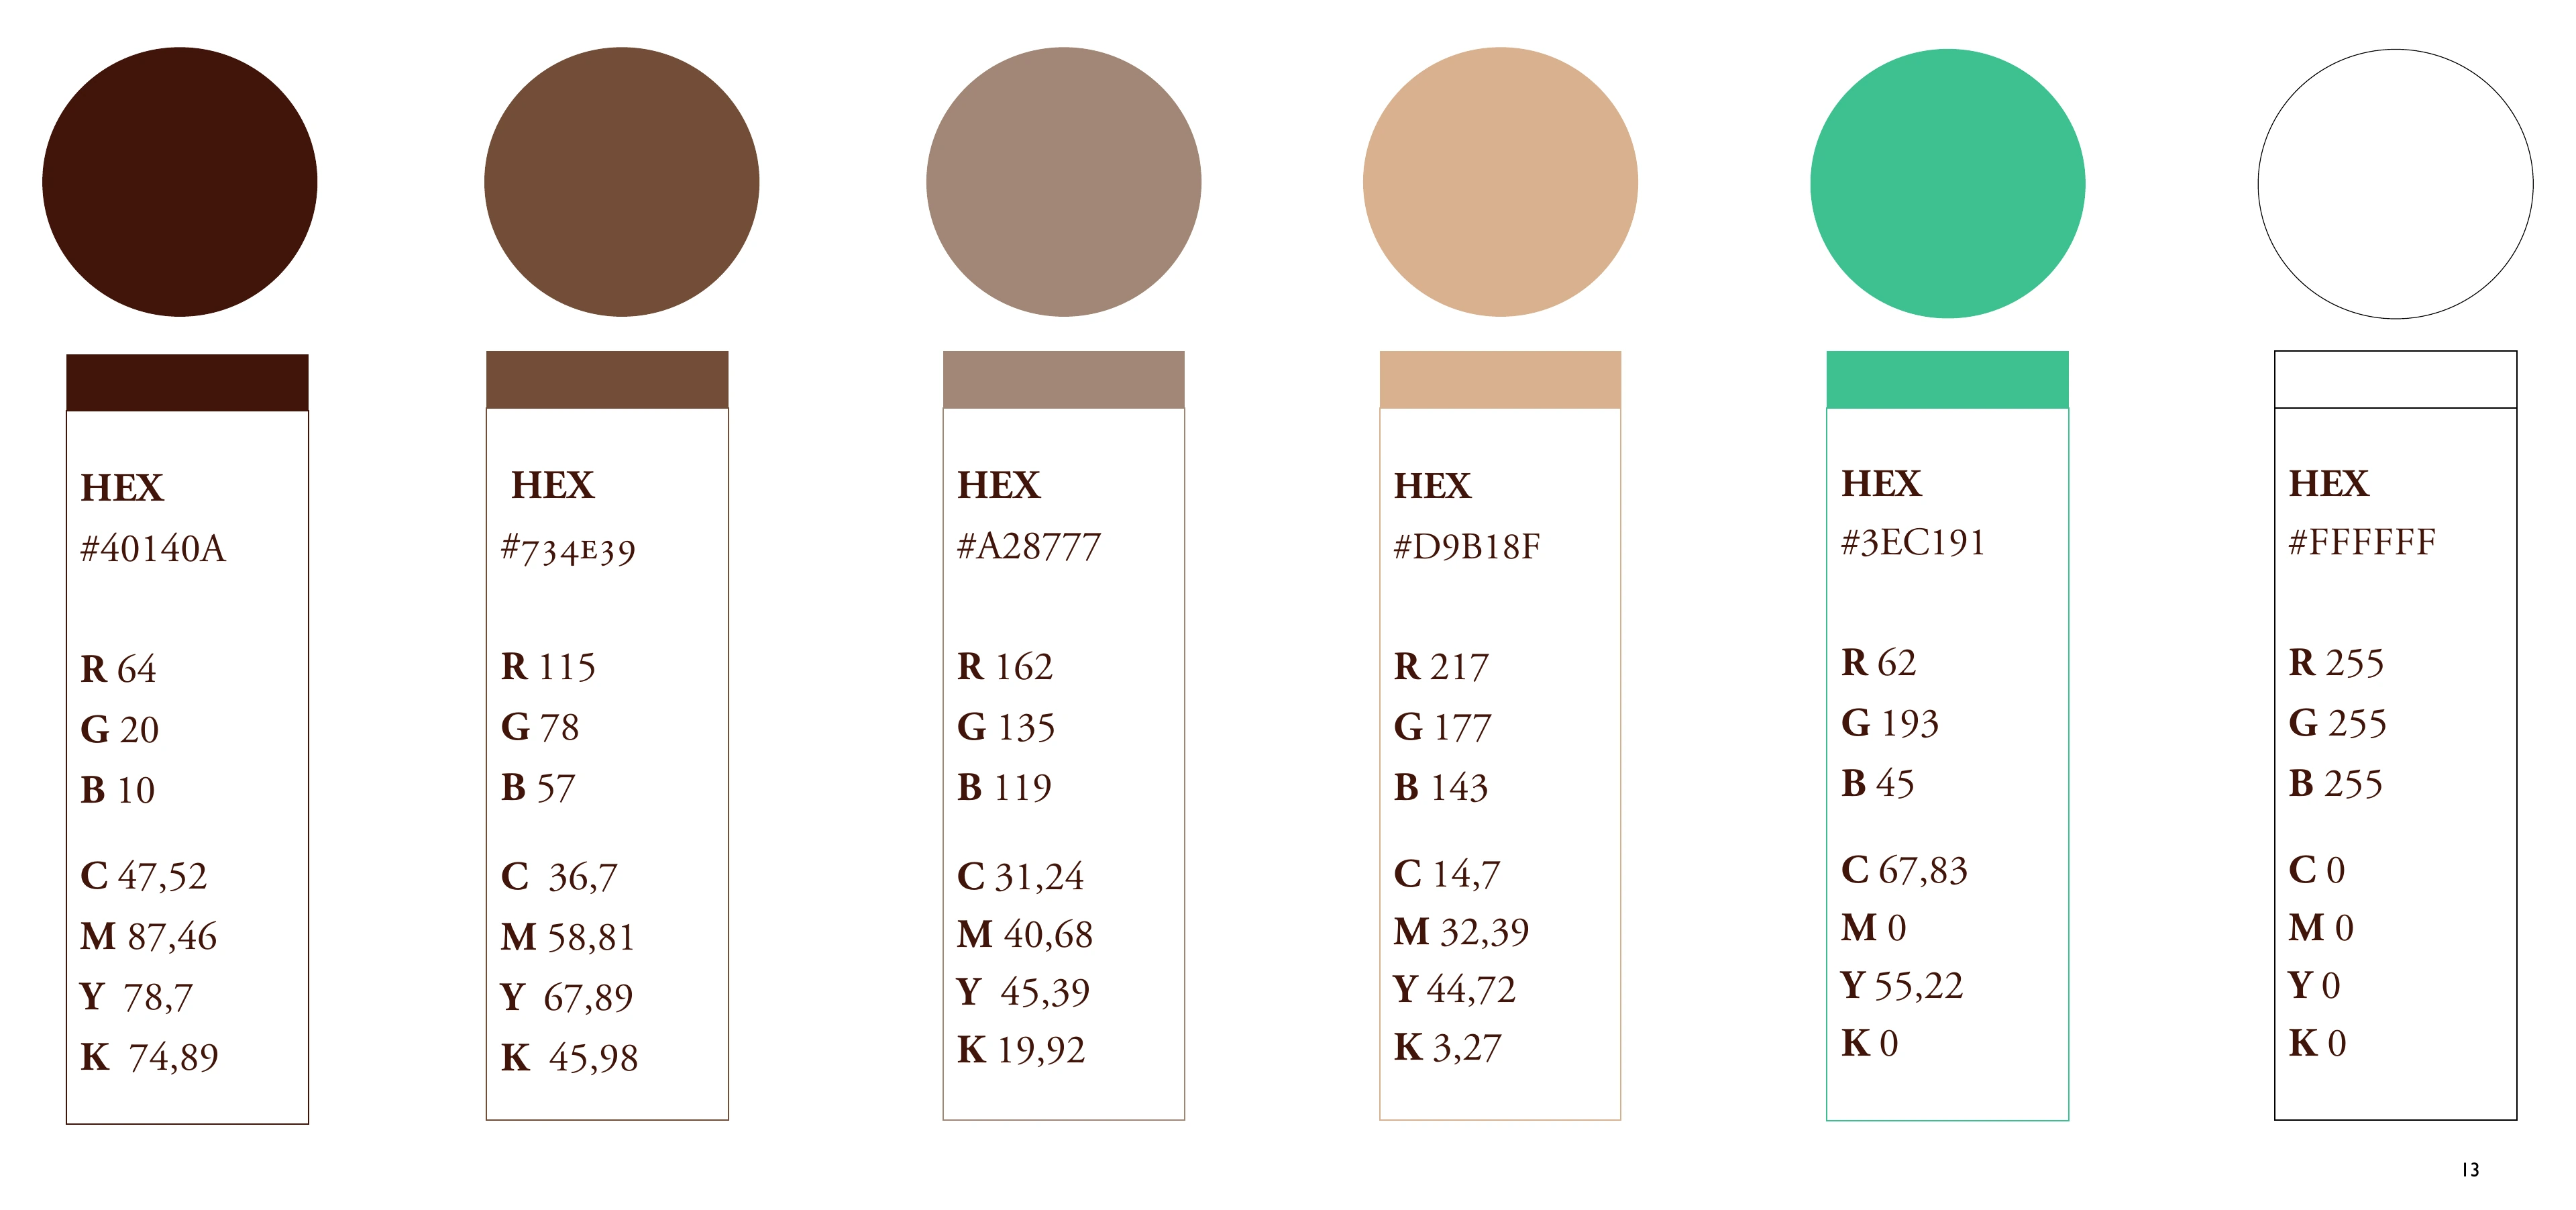 HEX
#40140A
R 64
G 20
B 10
C 47,52
M 87,46
Y 78,7
K 74,89
HEX
#734E39
R 115
G 78
B 57
C 36,7
M 58,81
Y 67,89
K 45,98
HEX
#A28777
R 162
G 135
B 119
C 31,24
M 40,68
Y 45,39
K 19,92
HEX
#D9B18F
R 217
G 177
B 143
C 14,7
M 32,39
Y 44,72
K 3,27
HEX
#3EC191
R 62
G 193
B 45
C 67,83
M 0
Y 55,22
K 0
HEX
#FFFFFF
R 255
G 255
B 255
C 0
M 0
Y 0
K 0
13